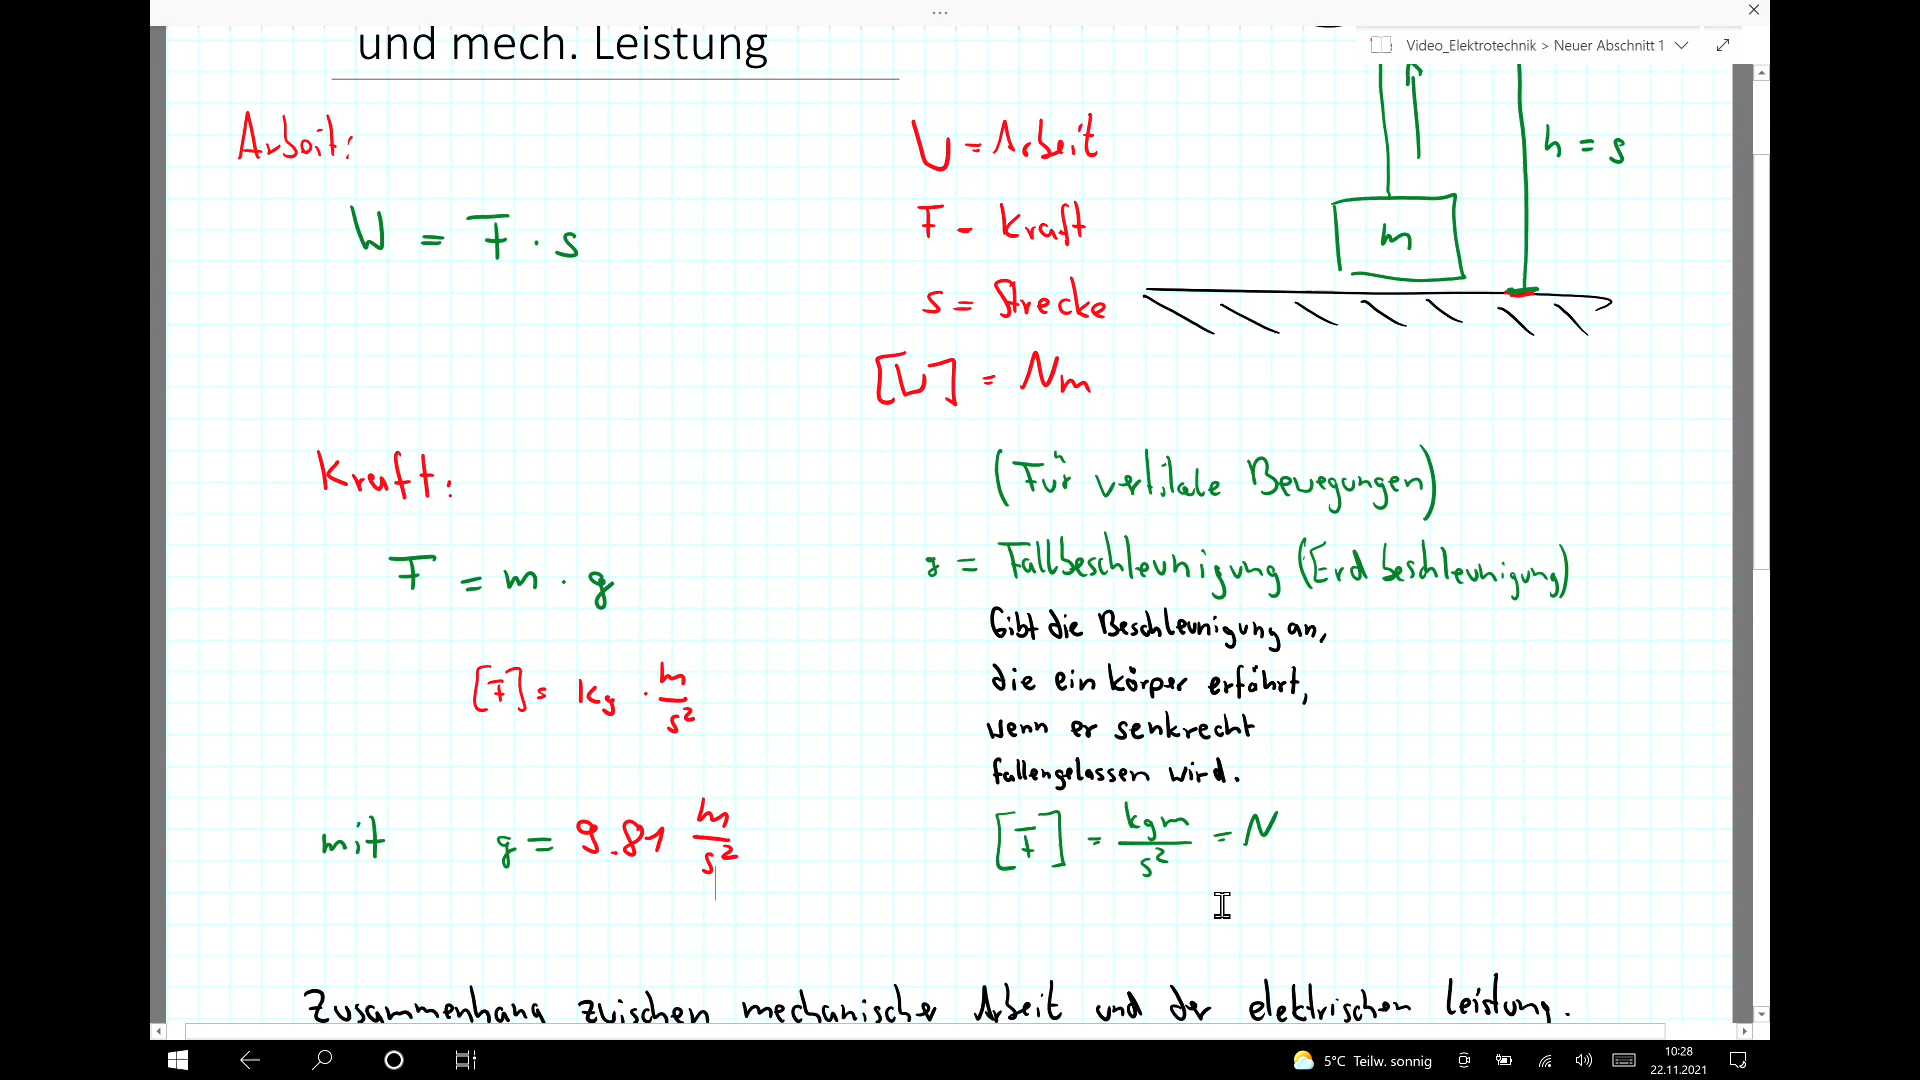 und mech. Leistung
Video_Elektrotechnik > Neuer Abschnitt 1
Arbeit:
W = F · s
W = Arbeit
F = Kraft
s = Strecke
[W] = Nm
m
h = s
Kraft:
(Für vertikale Bewegungen)
F = m · g
g = Fallbeschleunigung (Erdbeschleunigung)
Gibt die Beschleunigung an,
die ein körper erfährt,
wenn er senkrecht
fallengelassen wird.
[F] = kg · m/s²
mit g = 9.81 m/s²
[F] = kgm/s² = N
Zusammenhang zwischen mechanische Arbeit und der elektrischen leistung.
5°C Teilw. sonnig
10:28
22.11.2021